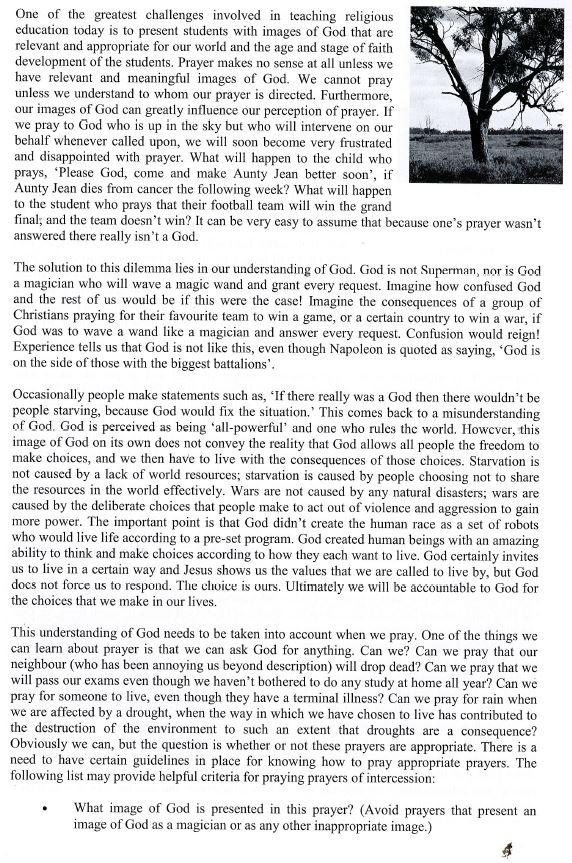 One of the greatest challenges involved in teaching religious
education today is to present students with images of God that are
relevant and appropriate for our world and the age and stage of faith
development of the students. Prayer makes no sense at all unless we
have relevant and meaningful images of God. We cannot pray
unless we understand to whom our prayer is directed. Furthermore,
our images of God can greatly influence our perception of prayer. If
we pray to God who is up in the sky but who will intervene on our
behalf whenever called upon, we will soon become very frustrated
and disappointed with prayer. What will happen to the child who
prays, ‘Please God, come and make Aunty Jean better soon’, if
Aunty Jean dies from cancer the following week? What will happen
to the student who prays that their football team will win the grand
final; and the team doesn’t win? It can be very easy to assume that because one’s prayer wasn’t
answered there really isn’t a God.
The solution to this dilemma lies in our understanding of God. God is not Superman, nor is God
a magician who will wave a magic wand and grant every request. Imagine how confused God
and the rest of us would be if this were the case! Imagine the consequences of a group of
Christians praying for their favourite team to win a game, or a certain country to win a war, if
God was to wave a wand like a magician and answer every request. Confusion would reign!
Experience tells us that God is not like this, even though Napoleon is quoted as saying, ‘God is
on the side of those with the biggest battalions’.
Occasionally people make statements such as, ‘If there really was a God then there wouldn’t be
people starving, because God would fix the situation.’ This comes back to a misunderstanding
of God. God is perceived as being ‘all-powerful’ and one who rules the world. However, this
image of God on its own does not convey the reality that God allows all people the freedom to
make choices, and we then have to live with the consequences of those choices. Starvation is
not caused by a lack of world resources; starvation is caused by people choosing not to share
the resources in the world effectively. Wars are not caused by any natural disasters; wars are
caused by the deliberate choices that people make to act out of violence and aggression to gain
more power. The important point is that God didn’t create the human race as a set of robots
who would live life according to a pre-set program. God created human beings with an amazing
ability to think and make choices according to how they each want to live. God certainly invites
us to live in a certain way and Jesus shows us the values that we are called to live by, but God
does not force us to respond. The choice is ours. Ultimately we will be accountable to God for
the choices that we make in our lives.
This understanding of God needs to be taken into account when we pray. One of the things we
can learn about prayer is that we can ask God for anything. Can we? Can we pray that our
neighbour (who has been annoying us beyond description) will drop dead? Can we pray that we
will pass our exams even though we haven’t bothered to do any study at home all year? Can we
pray for someone to live, even though they have a terminal illness? Can we pray for rain when
we are affected by a drought, when the way in which we have chosen to live has contributed to
the destruction of the environment to such an extent that droughts are a consequence?
Obviously we can, but the question is whether or not these prayers are appropriate. There is a
need to have certain guidelines in place for knowing how to pray appropriate prayers. The
following list may provide helpful criteria for praying prayers of intercession:
• What image of God is presented in this prayer? (Avoid prayers that present an
image of God as a magician or as any other inappropriate image.)